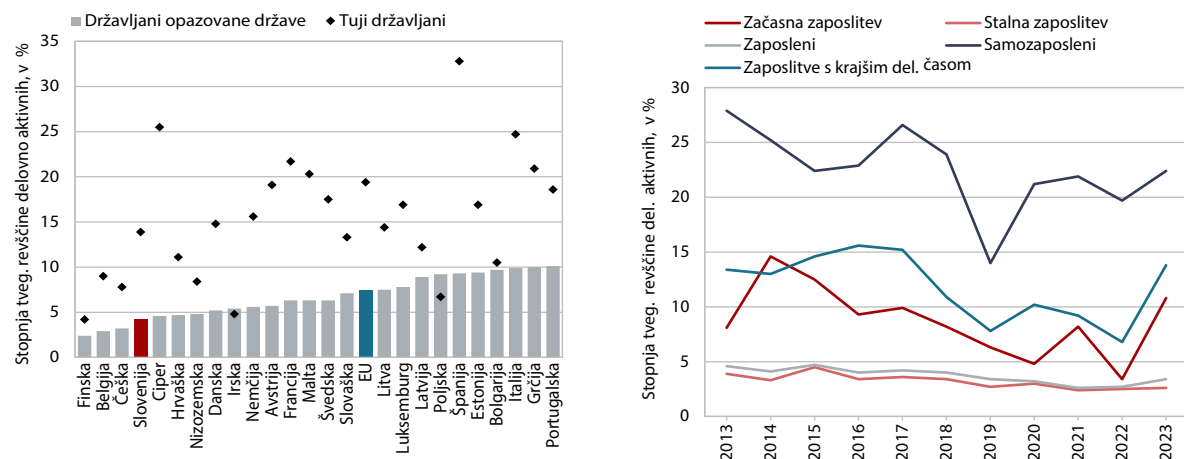 Državljani opazovane države
Tuji državljani
Stopnja tveg. revščine delovno aktivnih, v %
35
30
25
20
15
10
5
0
Finska
Belgija
Češka
Slovenija
Ciper
Hrvaška
Nizozemska
Danska
Irska
Nemčija
Avstrija
Francija
Malta
Švedska
Slovaška
EU
Litva
Luksemburg
Latvija
Poljska
Španija
Estonija
Bolgarija
Italija
Grčija
Portugalska
Začasna zaposlitev
Stalna zaposlitev
Zaposleni
Samozaposleni
Zaposlitve s krajšim del. časom
Stopnja tveg. revščine del. aktivnih, v %
30
25
20
15
10
5
0
2013
2014
2015
2016
2017
2018
2019
2020
2021
2022
2023